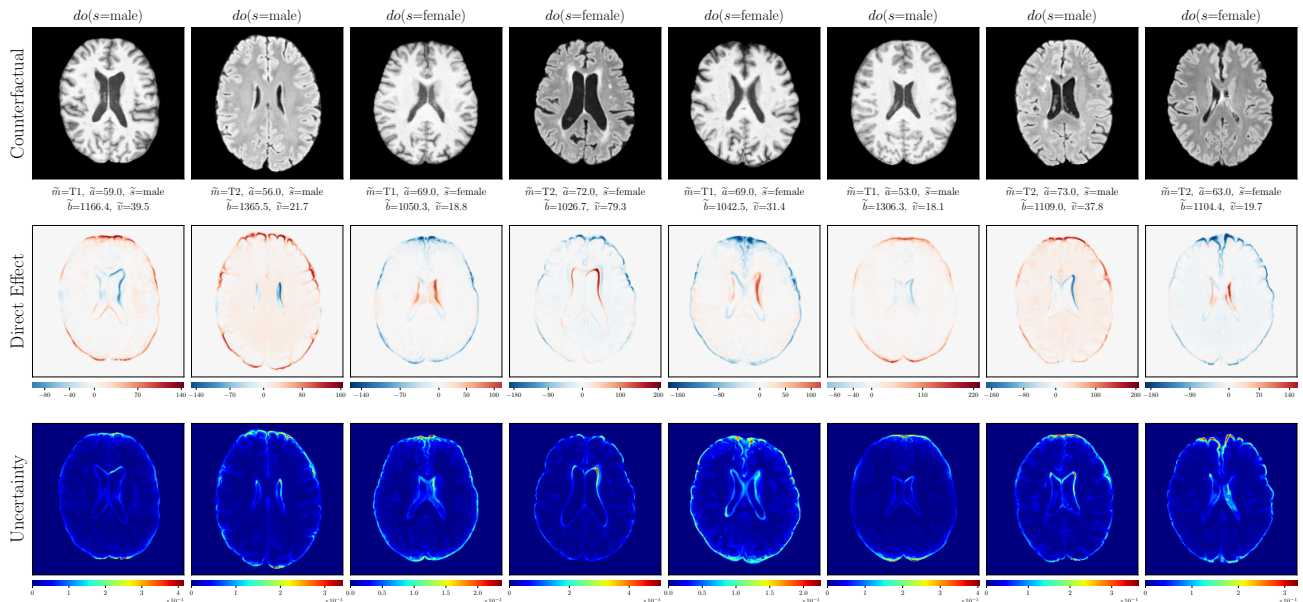 do(s=male) do(s=male) do(s=female) do(s=female) do(s=female) do(s=male) do(s=male) do(s=female)
Counterfactual
m̃=T1, ã=59.0, s̃=male m̃=T2, ã=56.0, s̃=male m̃=T1, ã=69.0, s̃=female m̃=T2, ã=72.0, s̃=female m̃=T1, ã=69.0, s̃=female m̃=T1, ã=53.0, s̃=male m̃=T2, ã=73.0, s̃=male m̃=T2, ã=63.0, s̃=female
b̃=1166.4, ṽ=39.5 b̃=1365.5, ṽ=21.7 b̃=1050.3, ṽ=18.8 b̃=1026.7, ṽ=79.3 b̃=1042.5, ṽ=31.4 b̃=1306.3, ṽ=18.1 b̃=1109.0, ṽ=37.8 b̃=1104.4, ṽ=19.7
Direct Effect
-80 -40 0 70 140 -140 -70 0 80 160 -70 0 50 100 -100 0 100 200 -160 -80 0 50 100 -80 -40 0 110 220 -160 -80 0 100 200 -180 -90 0 70 140
Uncertainty
0 1 2 3 4 0 1 2 3 0.0 0.5 1.0 1.5 2.0 0 2 4 0.0 0.5 1.0 1.5 2.0 0 1 2 3 4 0 1 2 3 0 1 2 3